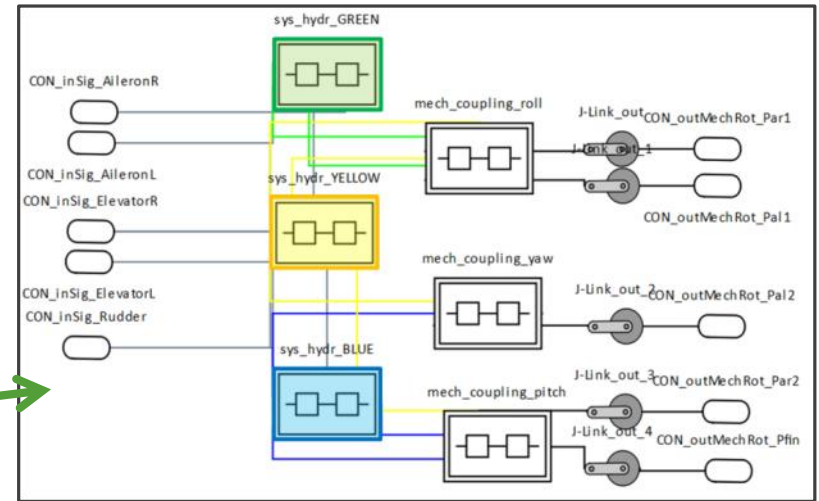 sys_hydr_GREEN
CON_inSig_AileronR
CON_inSig_AileronL
CON_inSig_ElevatorR
CON_inSig_ElevatorL
CON_inSig_Rudder
sys_hydr_YELLOW
sys_hydr_BLUE
mech_coupling_roll
mech_coupling_yaw
mech_coupling_pitch
J-Link_out
CON_outMechRot_Par1
J-Link_out_1
CON_outMechRot_Pal1
J-Link_out_2
CON_outMechRot_Pal2
J-Link_out_3
CON_outMechRot_Par2
J-Link_out_4
CON_outMechRot_Pfin